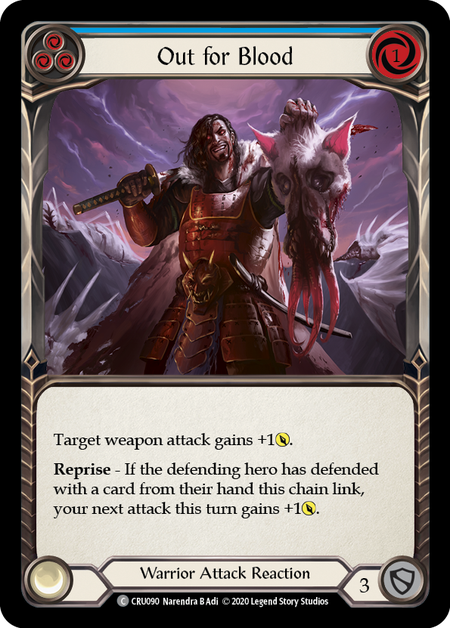 Out for Blood
1
Target weapon attack gains +1.
Reprise - If the defending hero has defended
with a card from their hand this chain link,
your next attack this turn gains +1.
Warrior Attack Reaction
3
C CRU090 Narendra B Adi © 2020 Legend Story Studios